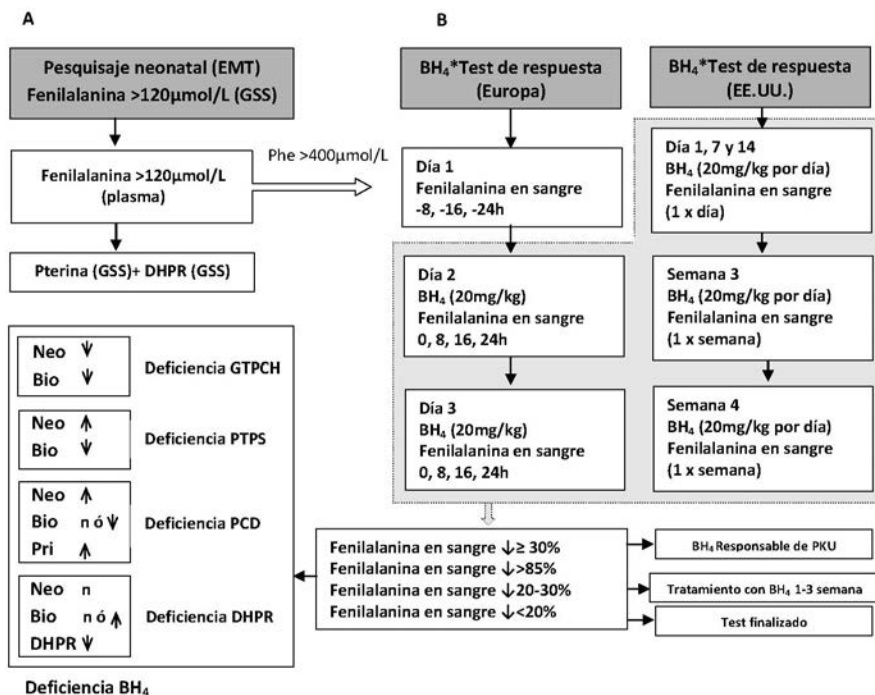 A
Pesquisaje neonatal (EMT)
Fenilalanina >120µmol/L (GSS)
Phe >400µmol/L
Fenilalanina >120µmol/L
(plasma)
Pterina (GSS)+ DHPR (GSS)
Neo ↓
Bio ↓
Deficiencia GTPCH
Neo ↑
Bio ↓
Deficiencia PTPS
Neo ↑
Bio n ó ↓
Pri ↑
Deficiencia PCD
Neo n
Bio n ó ↑
DHPR ↓
Deficiencia DHPR
Deficiencia BH₄
B
BH₄*Test de respuesta
(Europa)
Día 1
Fenilalanina en sangre
-8, -16, -24h
Día 2
BH₄ (20mg/kg)
Fenilalanina en sangre
0, 8, 16, 24h
Día 3
BH₄ (20mg/kg)
Fenilalanina en sangre
0, 8, 16, 24h
BH₄*Test de respuesta
(EE.UU.)
Día 1, 7 y 14
BH₄ (20mg/kg por día)
Fenilalanina en sangre
(1 x día)
Semana 3
BH₄ (20mg/kg por día)
Fenilalanina en sangre
(1 x semana)
Semana 4
BH₄ (20mg/kg por día)
Fenilalanina en sangre
(1 x semana)
Fenilalanina en sangre ↓≥ 30%
Fenilalanina en sangre ↓>85%
Fenilalanina en sangre ↓20-30%
Fenilalanina en sangre ↓<20%
BH₄ Responsable de PKU
Tratamiento con BH₄ 1-3 semana
Test finalizado